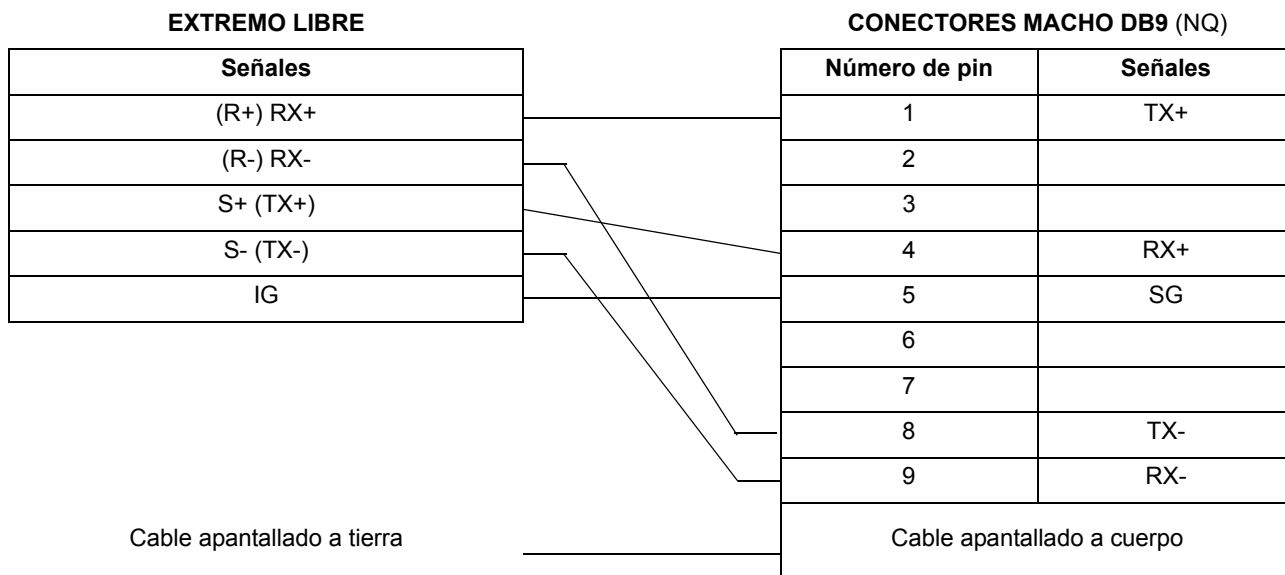 EXTREMO LIBRE
CONECTORES MACHO DB9 (NQ)
Señales
Número de pin Señales
(R+) RX+
1 TX+
(R-) RX-
2
S+ (TX+)
3
S- (TX-)
4 RX+
IG
5 SG
6
7
8 TX-
9 RX-
Cable apantallado a tierra
Cable apantallado a cuerpo